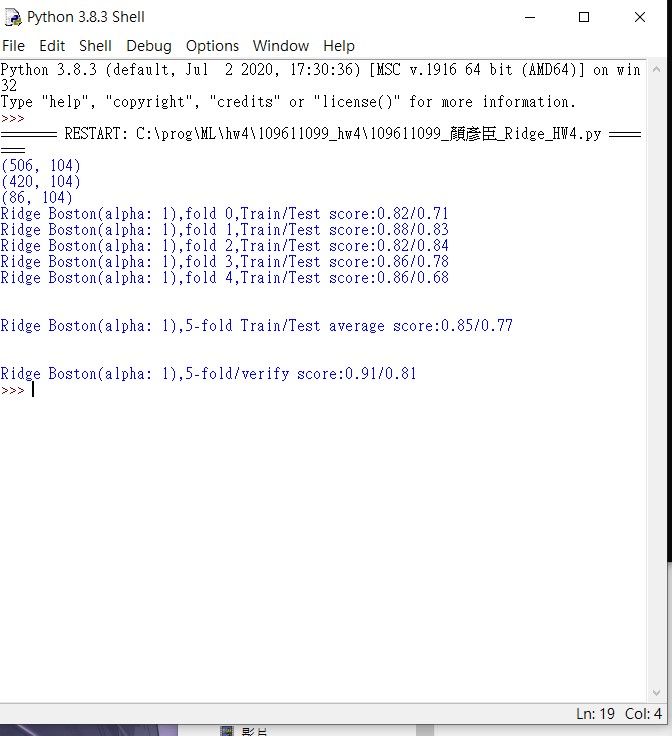 Python 3.8.3 Shell
File Edit Shell Debug Options Window Help
Python 3.8.3 (default, Jul  2 2020, 17:30:36) [MSC v.1916 64 bit (AMD64)] on win
32
Type "help", "copyright", "credits" or "license()" for more information.
>>>
======= RESTART: C:\prog\ML\hw4\109611099_hw4\109611099_顏彥臣_Ridge_HW4.py ====
===
(506, 104)
(420, 104)
(86, 104)
Ridge Boston(alpha: 1),fold 0,Train/Test score:0.82/0.71
Ridge Boston(alpha: 1),fold 1,Train/Test score:0.88/0.83
Ridge Boston(alpha: 1),fold 2,Train/Test score:0.82/0.84
Ridge Boston(alpha: 1),fold 3,Train/Test score:0.86/0.78
Ridge Boston(alpha: 1),fold 4,Train/Test score:0.86/0.68
Ridge Boston(alpha: 1),5-fold Train/Test average score:0.85/0.77
Ridge Boston(alpha: 1),5-fold/verify score:0.91/0.81
>>>
Ln: 19 Col: 4
影片